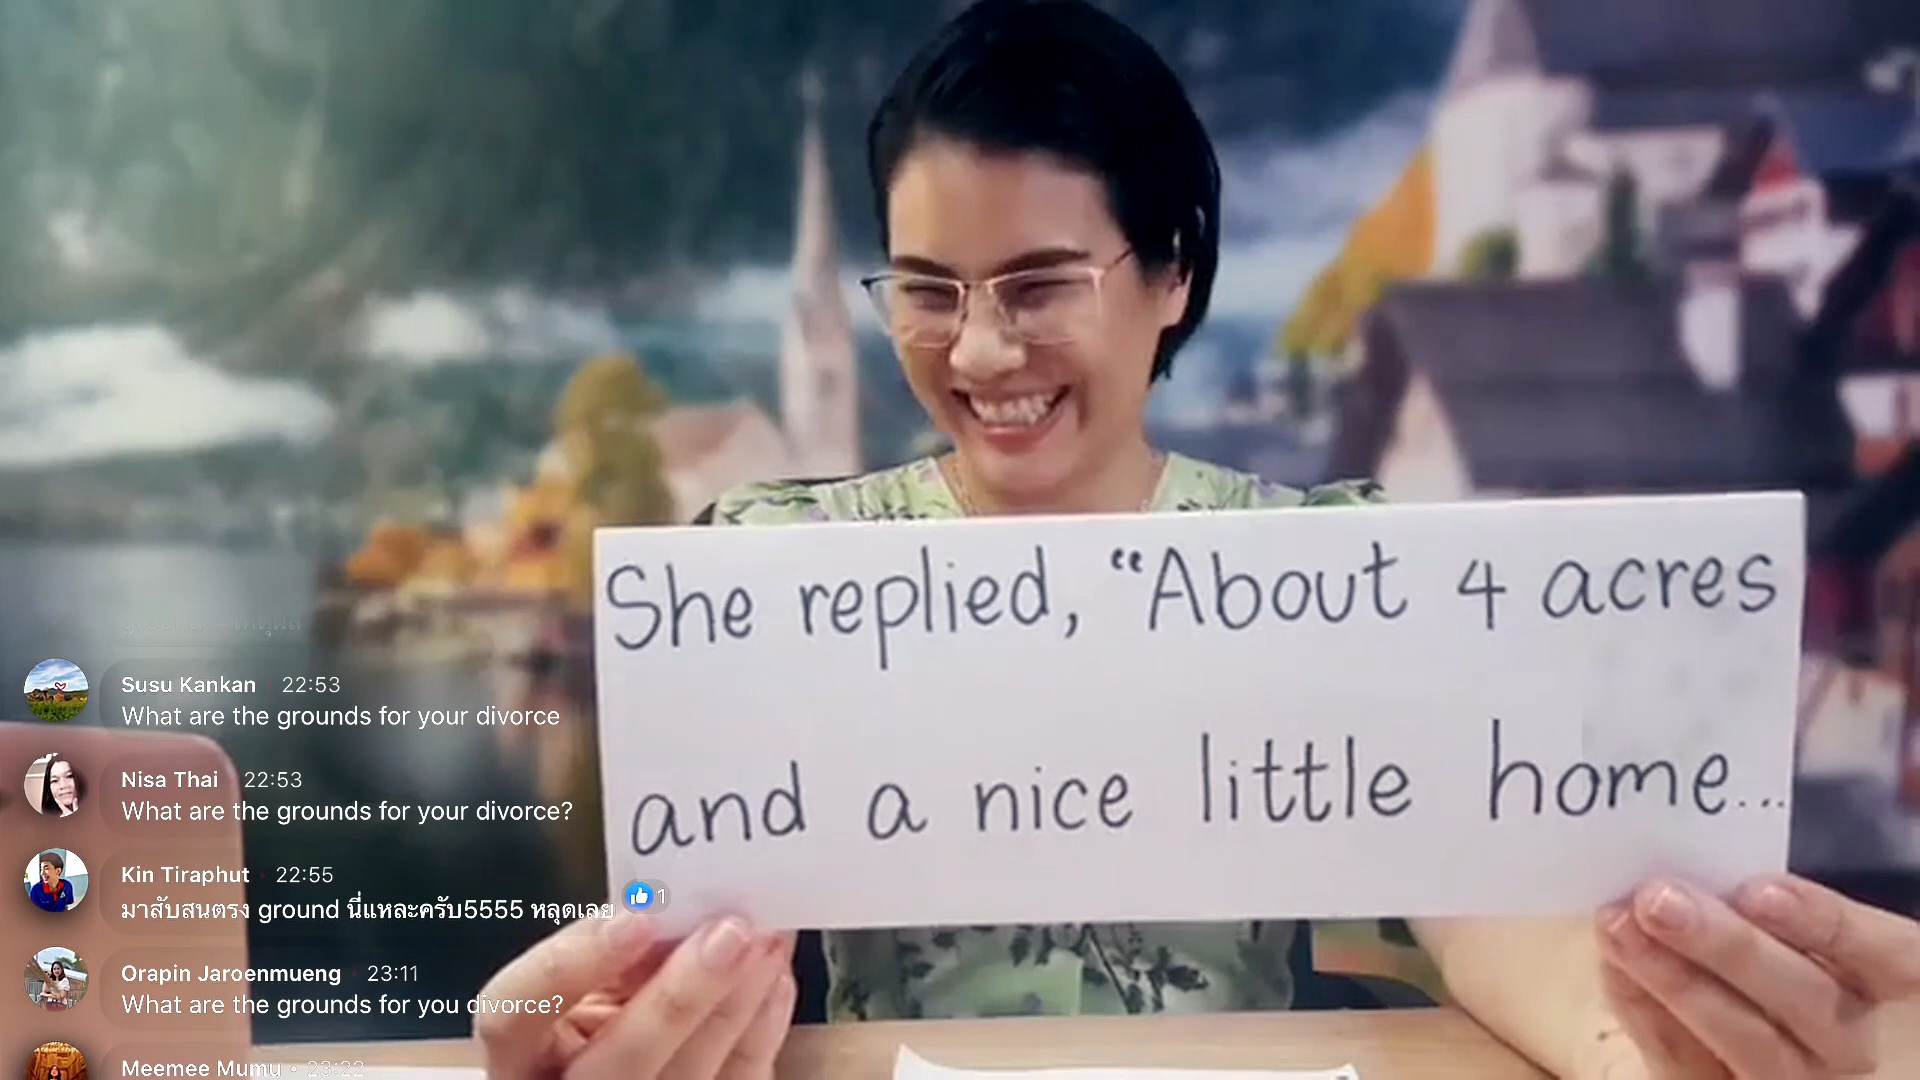 She replied, “About 4 acres
and a nice little home...
Susu Kankan • 22:53
What are the grounds for your divorce
Nisa Thai 22:53
What are the grounds for your divorce?
Kin Tiraphut • 22:55
มาสับสนตรง ground นี่แหละครับ5555 หลุดเลย
1
Orapin Jaroenmueng • 23:11
What are the grounds for you divorce?
Meemee Mumu • 23:22